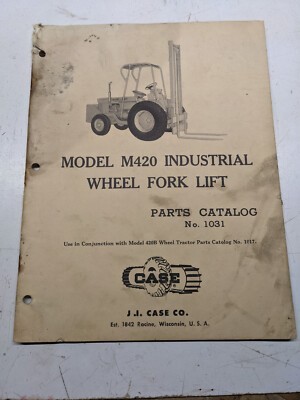 MODEL M420 INDUSTRIAL
WHEEL FORK LIFT
PARTS CATALOG
No. 1031
Use in Conjunction with Model 420B Wheel Tractor Parts Catalog No. 1017.
CASE
J. I. CASE CO.
Est. 1842 Racine, Wisconsin, U. S. A.